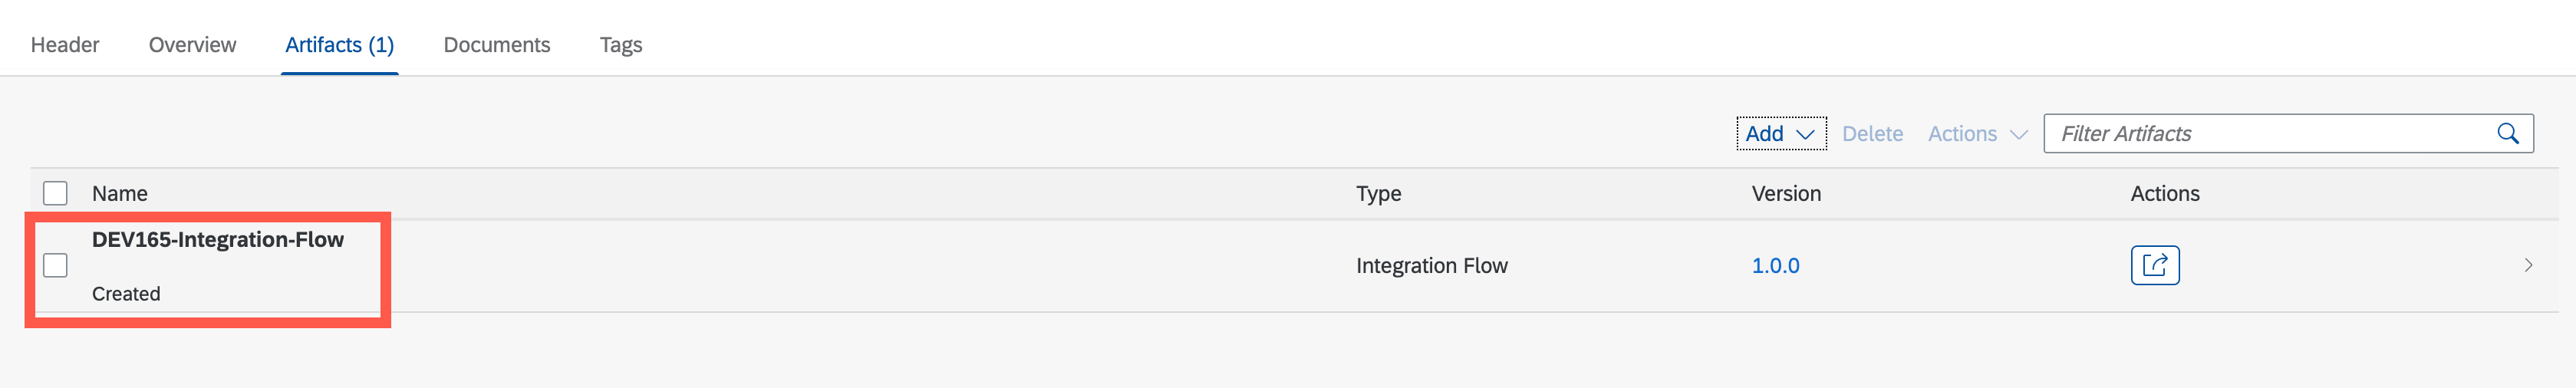 Header Overview Artifacts (1) Documents Tags
Add Delete Actions Filter Artifacts
Name Type Version Actions
DEV165-Integration-Flow
Integration Flow 1.0.0
Created